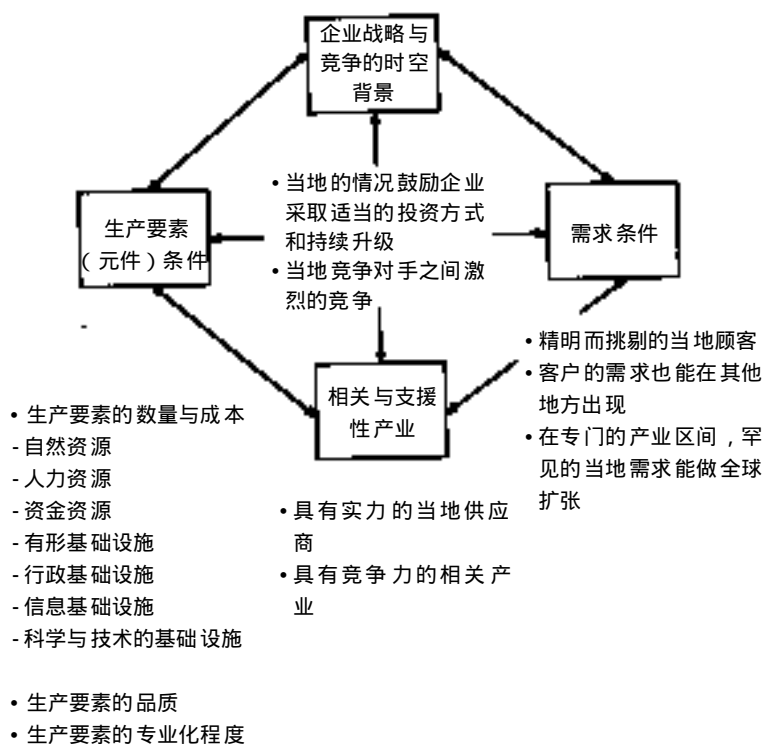 企业战略与
竞争的时空
背景
• 当地的情况鼓励企业
采取适当的投资方式
和持续升级
• 当地竞争对手之间激
烈的竞争
生产要素
（元件）条件
需求条件
相关与支援
性产业
• 精明而挑剔的当地顾客
• 客户的需求也能在其他
地方出现
• 在专门的产业区间，罕
见的当地需求能做全球
扩张
• 生产要素的数量与成本
- 自然资源
- 人力资源
- 资金资源
- 有形基础设施
- 行政基础设施
- 信息基础设施
- 科学与技术的基础设施
• 生产要素的品质
• 生产要素的专业化程度
• 具有实力的当地供应
商
• 具有竞争力的相关产
业